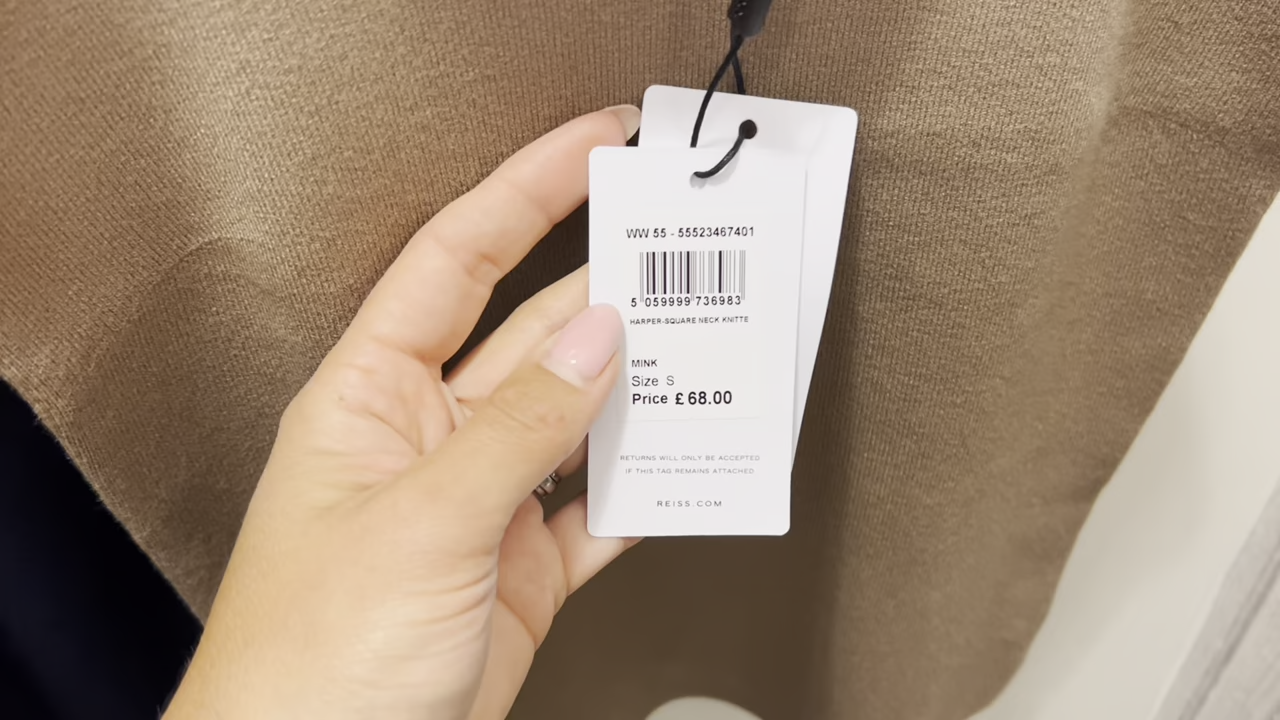 WW 55 - 55523467401
5 059999 736983
HARPER-SQUARE NECK KNITTE
MINK
Size S
Price £68.00
RETURNS WILL ONLY BE ACCEPTED
IF THIS TAG REMAINS ATTACHED
REISS.COM